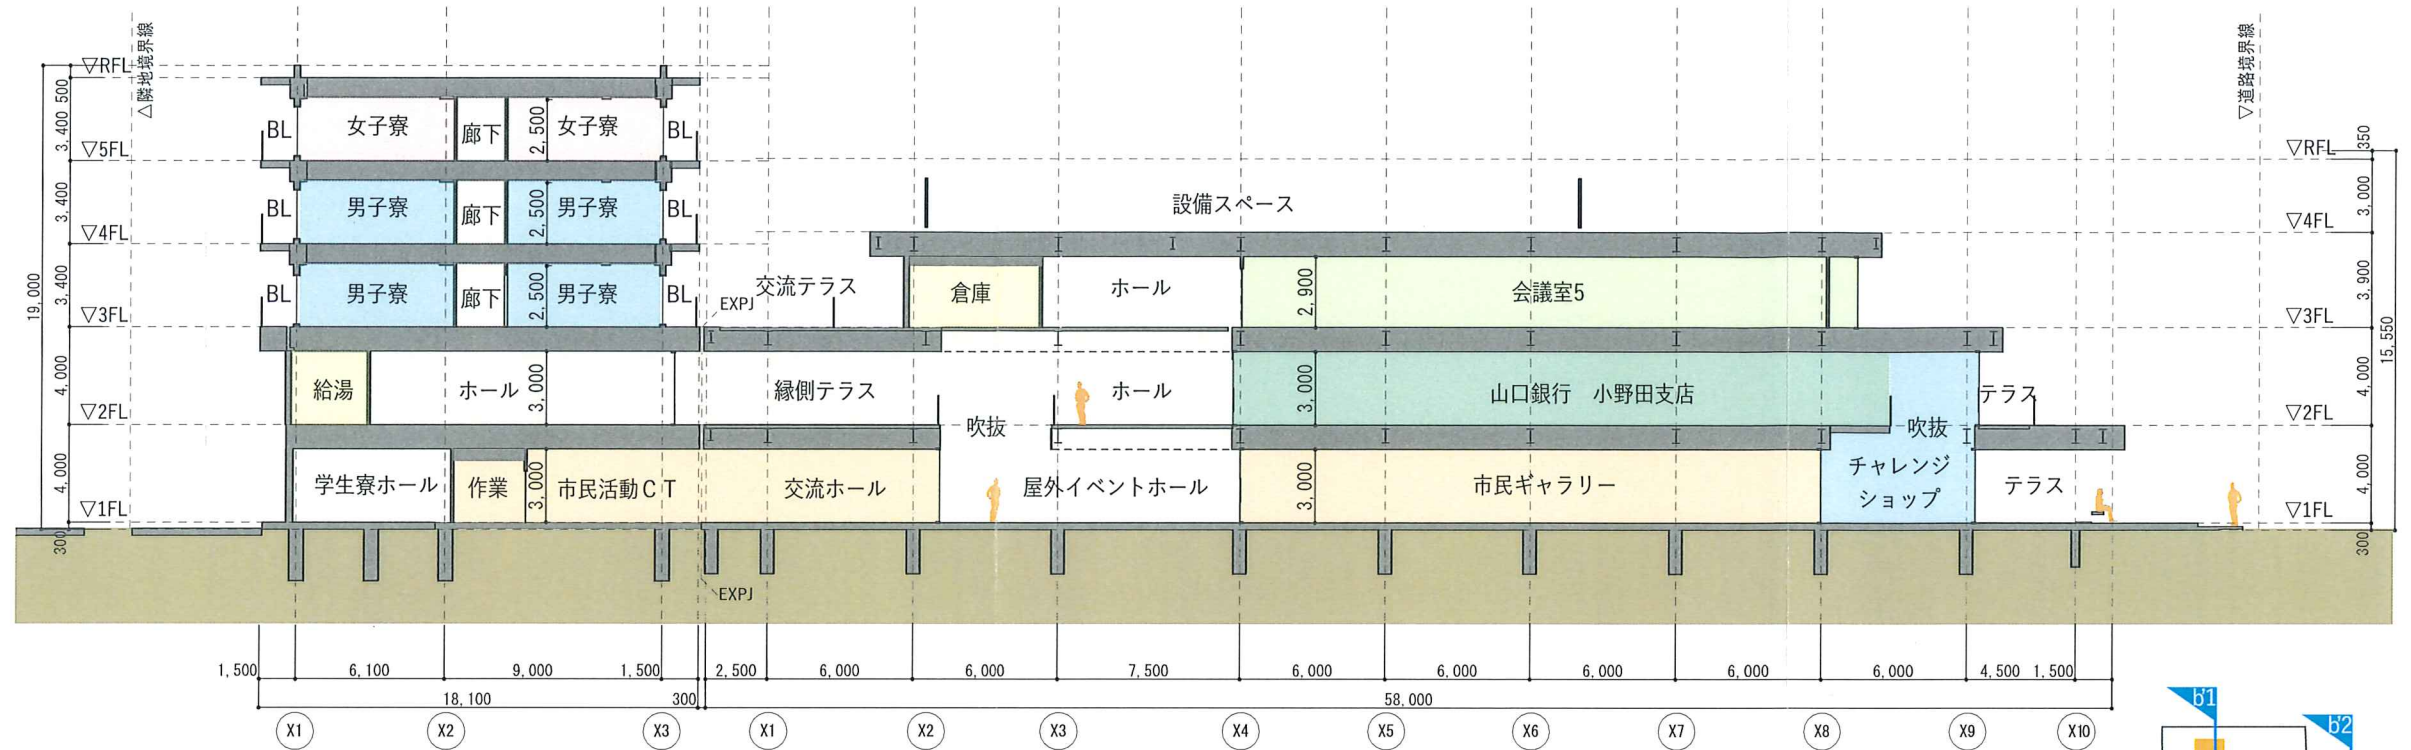 △隣地境界線
▽道路境界線
▽RFL
500
3,400
女子寮
廊下
2,500
女子寮
BL
BL
▽5FL
▽RFL
350
3,400
男子寮
廊下
2,500
男子寮
BL
BL
設備スペース
3,000
▽4FL
▽4FL
19,000
3,400
男子寮
廊下
2,500
男子寮
BL
BL
EXPJ
交流テラス
倉庫
ホール
2,900
会議室5
3,900
▽3FL
▽3FL
15,550
4,000
給湯
ホール
3,000
縁側テラス
吹抜
ホール
3,000
山口銀行 小野田支店
吹抜
テラス
4,000
▽2FL
▽2FL
4,000
学生寮ホール
作業
3,000
市民活動CT
交流ホール
屋外イベントホール
3,000
市民ギャラリー
チャレンジ
ショップ
テラス
4,000
▽1FL
▽1FL
300
300
EXPJ
1,500
6,100
9,000
1,500
2,500
6,000
6,000
7,500
6,000
6,000
6,000
6,000
6,000
4,500
1,500
18,100
300
58,000
X1
X2
X3
X1
X2
X3
X4
X5
X6
X7
X8
X9
X10
b'1
b'2